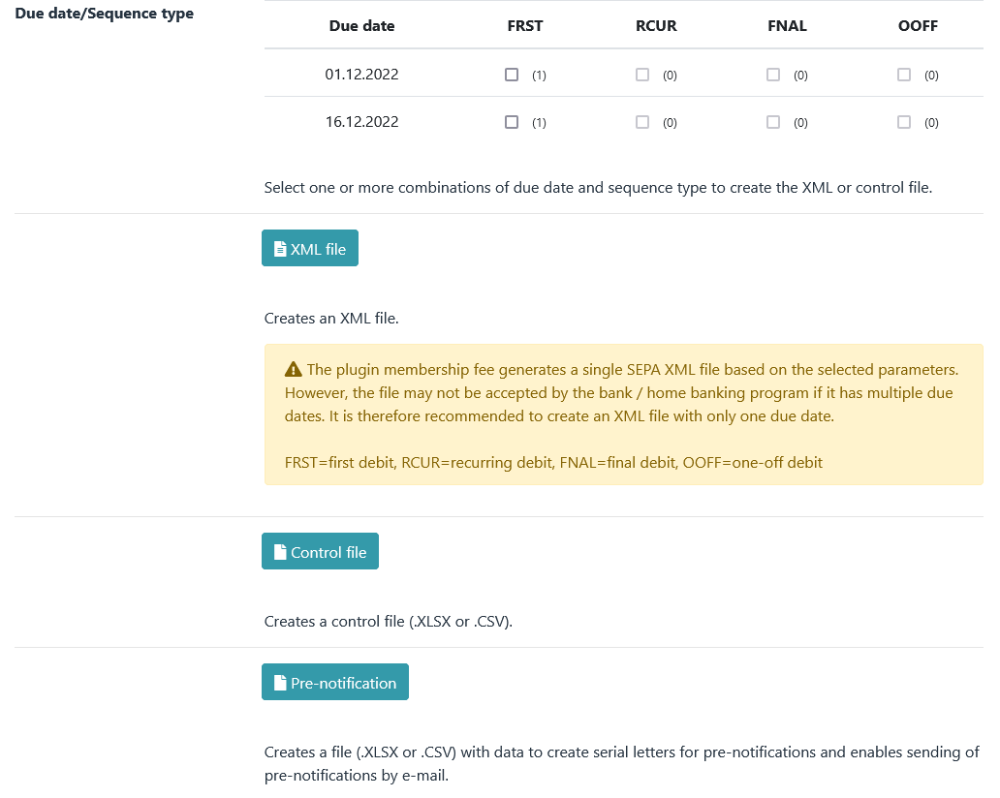 Due date/Sequence type
Due date FRST RCUR FNAL OOFF
01.12.2022 (1) (0) (0) (0)
16.12.2022 (1) (0) (0) (0)
Select one or more combinations of due date and sequence type to create the XML or control file.
XML file
Creates an XML file.
The plugin membership fee generates a single SEPA XML file based on the selected parameters.
However, the file may not be accepted by the bank / home banking program if it has multiple due
dates. It is therefore recommended to create an XML file with only one due date.
FRST=first debit, RCUR=recurring debit, FNAL=final debit, OOFF=one-off debit
Control file
Creates a control file (.XLSX or .CSV).
Pre-notification
Creates a file (.XLSX or .CSV) with data to create serial letters for pre-notifications and enables sending of
pre-notifications by e-mail.